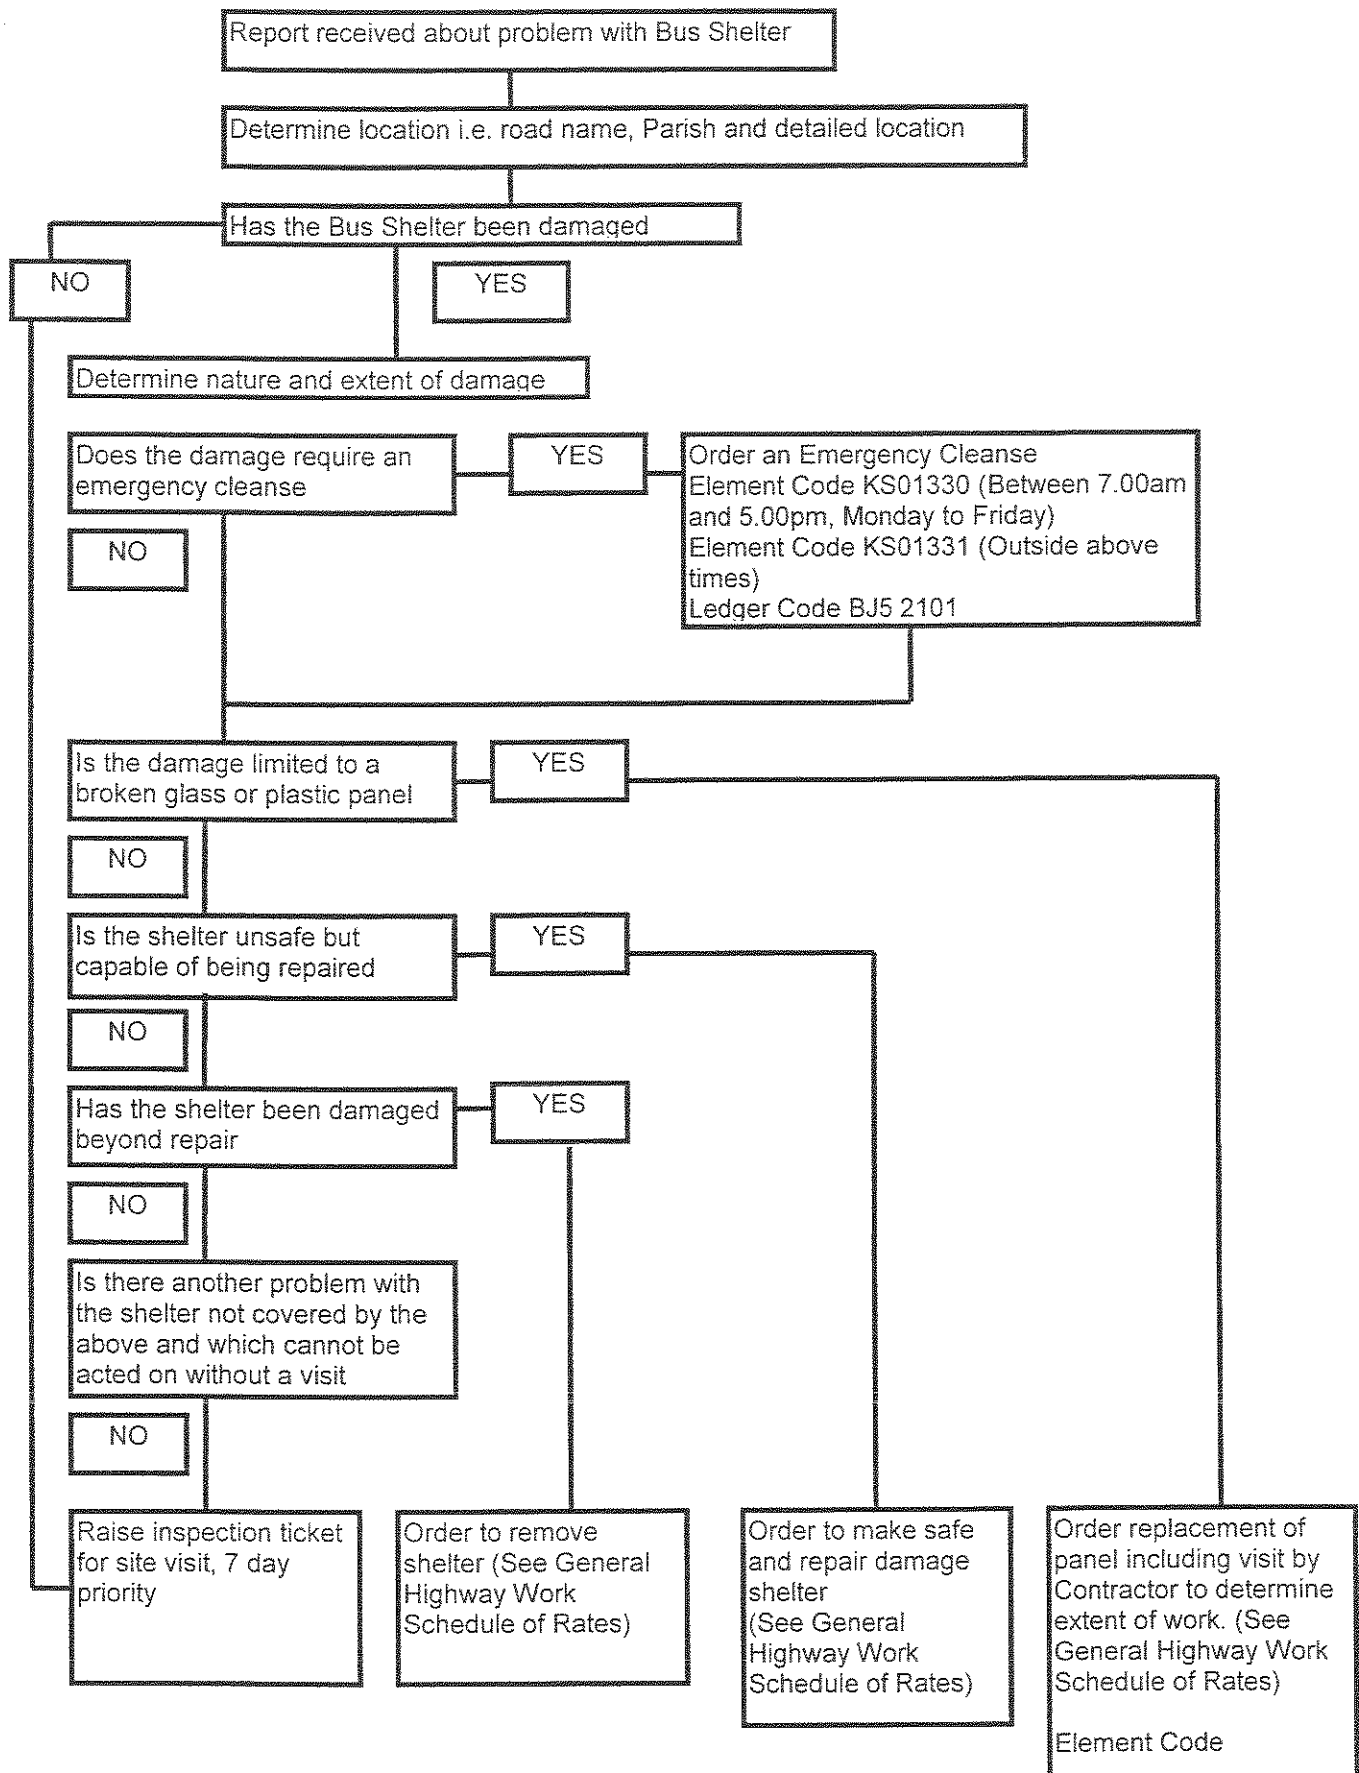 Report received about problem with Bus Shelter
Determine location i.e. road name, Parish and detailed location
Has the Bus Shelter been damaged
NO
YES
Determine nature and extent of damage
Does the damage require an
emergency cleanse
YES
Order an Emergency Cleanse
Element Code KS01330 (Between 7.00am
and 5.00pm, Monday to Friday)
Element Code KS01331 (Outside above
times)
Ledger Code BJ5 2101
NO
Is the damage limited to a
broken glass or plastic panel
YES
NO
Is the shelter unsafe but
capable of being repaired
YES
NO
Has the shelter been damaged
beyond repair
YES
NO
Is there another problem with
the shelter not covered by the
above and which cannot be
acted on without a visit
NO
Raise inspection ticket
for site visit, 7 day
priority
Order to remove
shelter (See General
Highway Work
Schedule of Rates)
Order to make safe
and repair damage
shelter
(See General
Highway Work
Schedule of Rates)
Order replacement of
panel including visit by
Contractor to determine
extent of work. (See
General Highway Work
Schedule of Rates)
Element Code